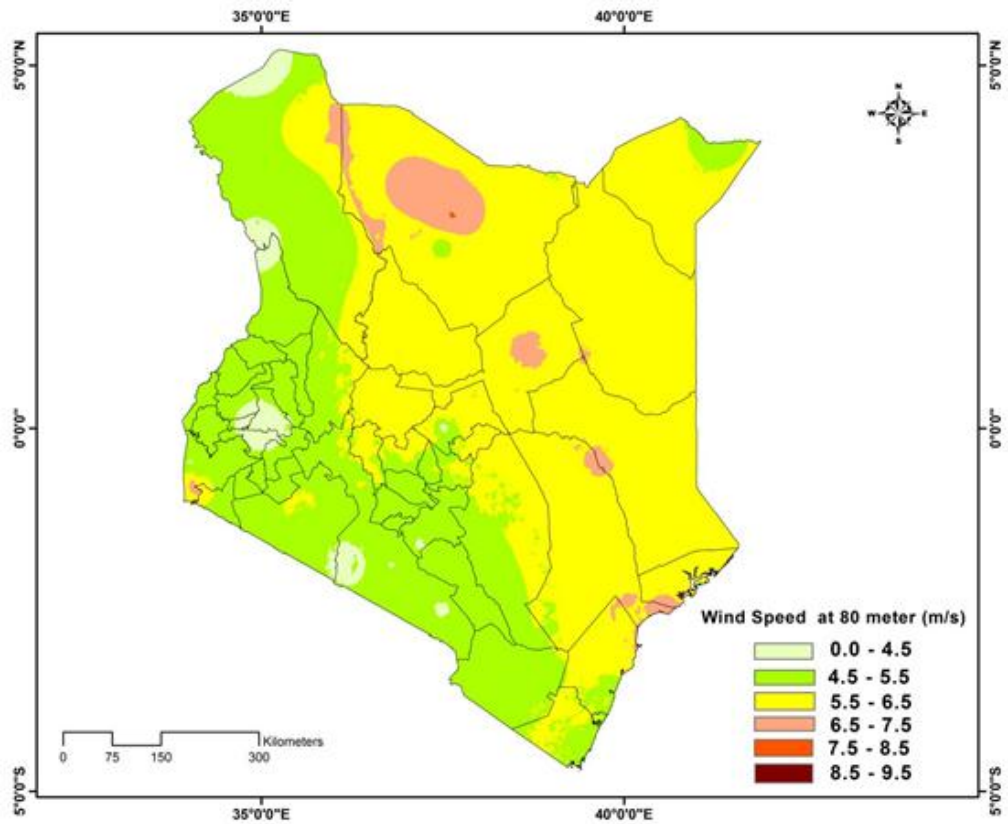 35°0'0"E 40°0'0"E
5°0'0"N 5°0'0"N
N
W E
S
0°0'0" 0°0'0"
Wind Speed at 80 meter (m/s)
0.0 - 4.5
4.5 - 5.5
5.5 - 6.5
6.5 - 7.5
7.5 - 8.5
8.5 - 9.5
Kilometers
0 75 150 300
5°0'0"S 5°0'0"S
35°0'0"E 40°0'0"E